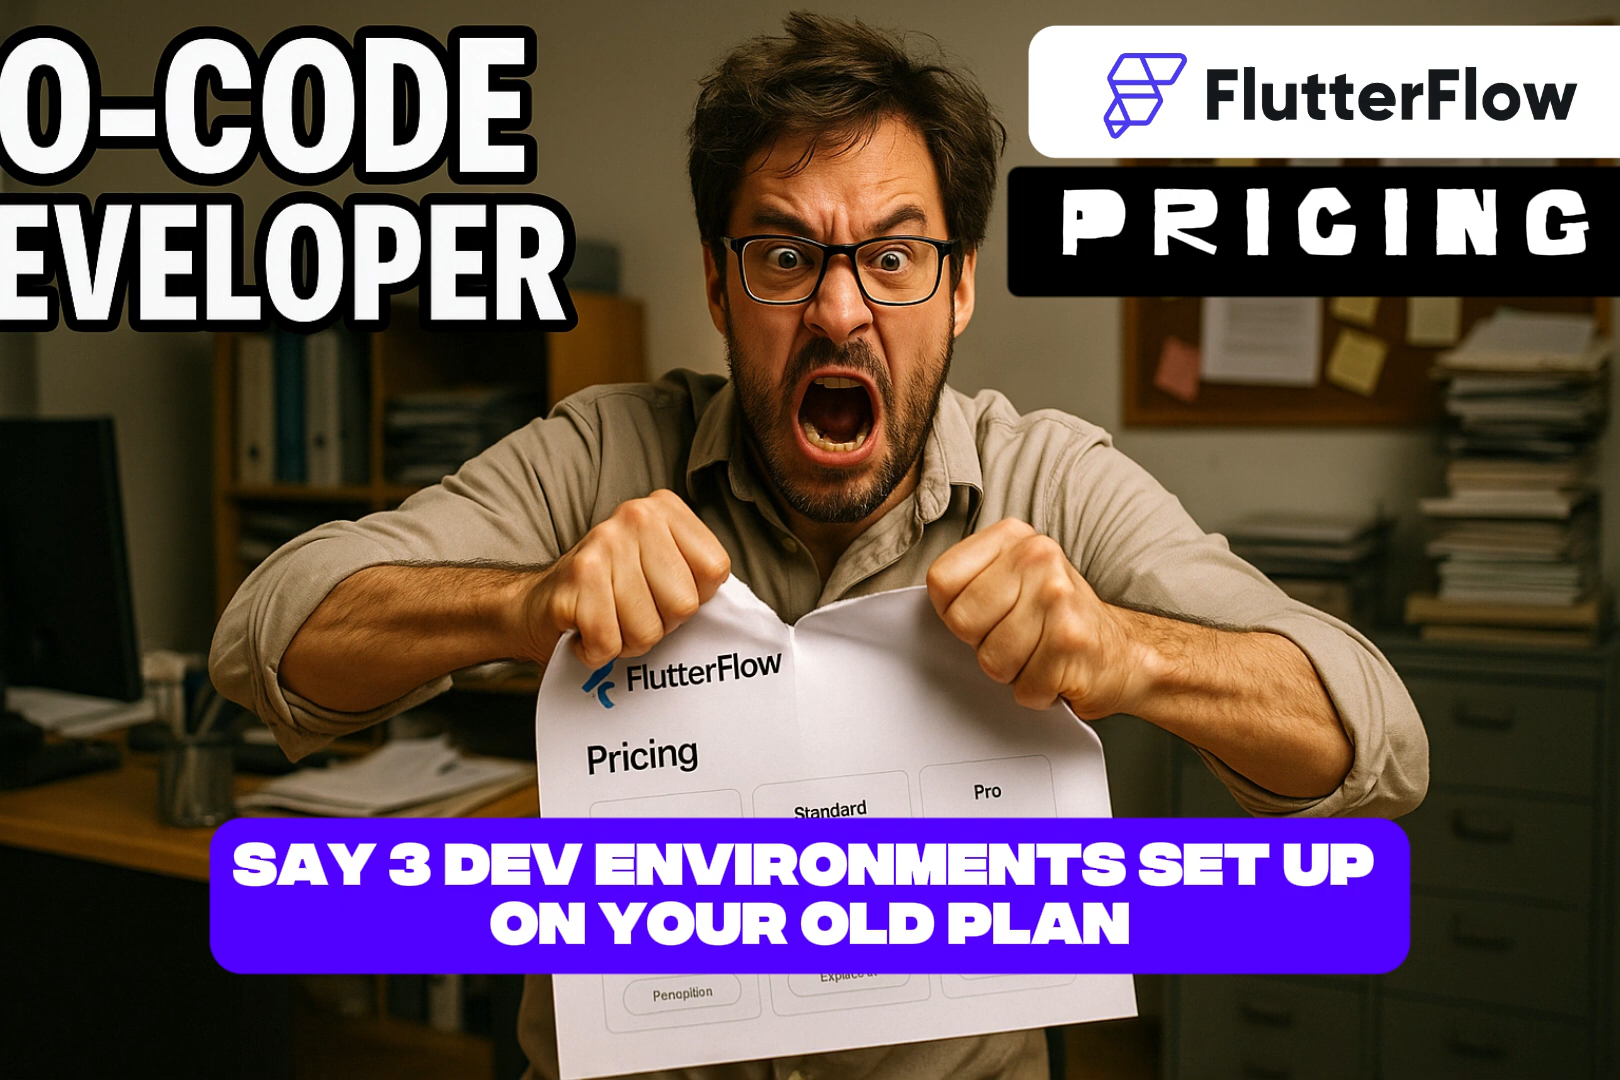 O-CODE
EVELOPER
FlutterFlow
PRICING
FlutterFlow
Pricing
Standard
Pro
SAY 3 DEV ENVIRONMENTS SET UP
ON YOUR OLD PLAN
Penopition